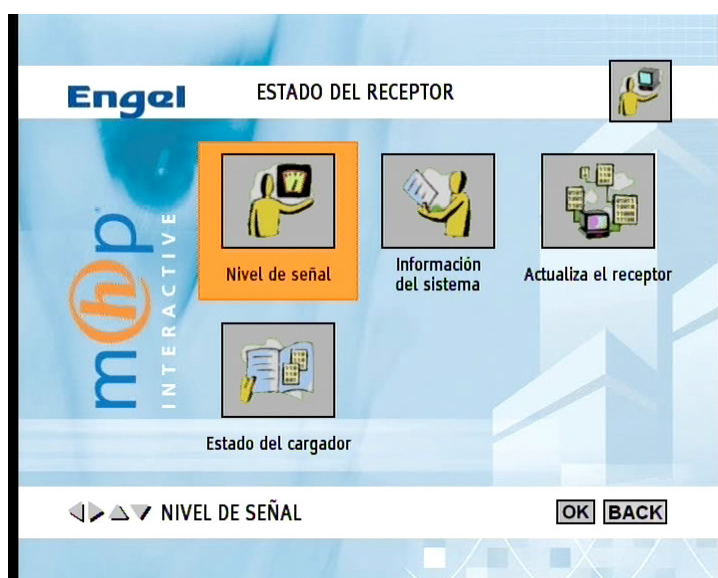 Engel
ESTADO DEL RECEPTOR
mhp
INTERACTIVE
Nivel de señal
Información
del sistema
Actualiza el receptor
Estado del cargador
NIVEL DE SEÑAL
OK BACK